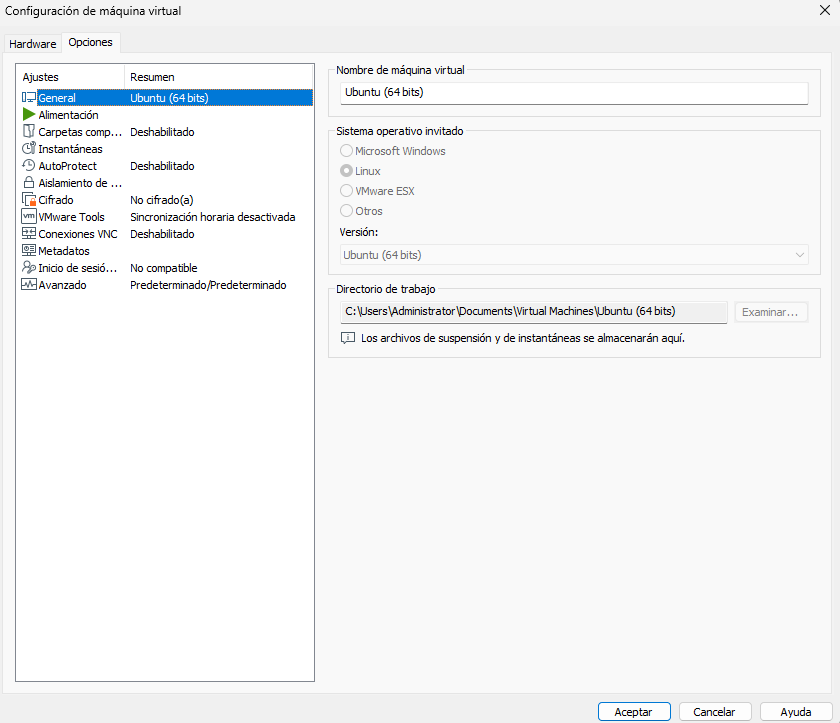 Configuración de máquina virtual
Hardware Opciones
Ajustes Resumen
General Ubuntu (64 bits)
Alimentación
Carpetas comp... Deshabilitado
Instantáneas
AutoProtect Deshabilitado
Aislamiento de ...
Cifrado No cifrado(a)
VMware Tools Sincronización horaria desactivada
Conexiones VNC Deshabilitado
Metadatos
Inicio de sesió... No compatible
Avanzado Predeterminado/Predeterminado
Nombre de máquina virtual
Ubuntu (64 bits)
Sistema operativo invitado
Microsoft Windows
Linux
VMware ESX
Otros
Versión:
Ubuntu (64 bits)
Directorio de trabajo
C:\Users\Administrator\Documents\Virtual Machines\Ubuntu (64 bits) Examinar...
Los archivos de suspensión y de instantáneas se almacenarán aquí.
Aceptar Cancelar Ayuda